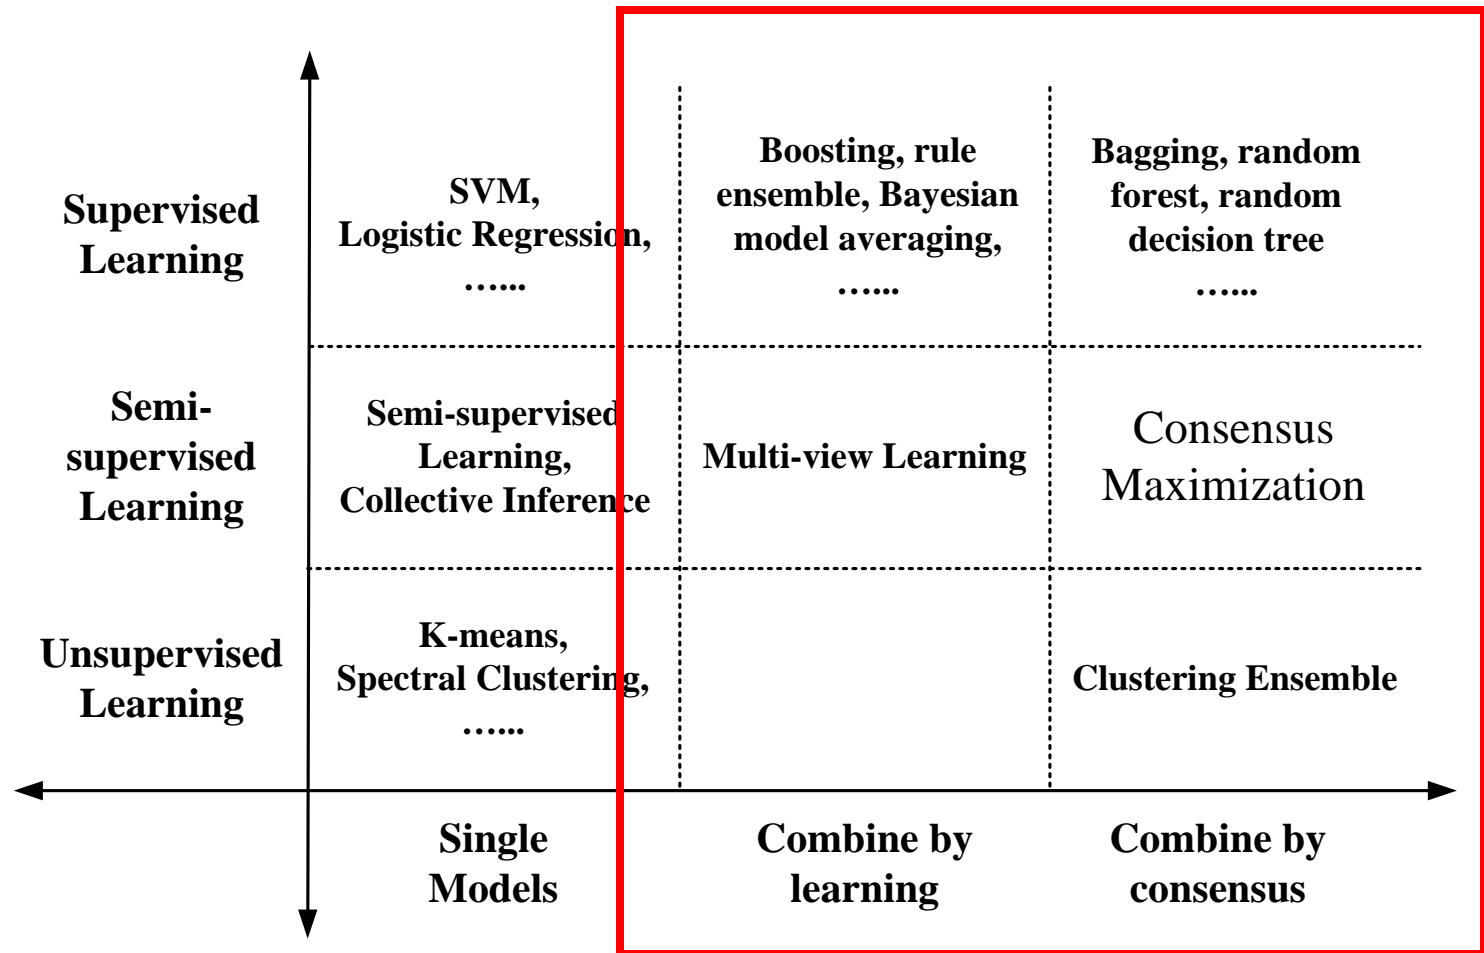 Supervised
Learning
SVM,
Logistic Regression,
…...
Boosting, rule
ensemble, Bayesian
model averaging,
…...
Bagging, random
forest, random
decision tree
…...
Semi-
supervised
Learning
Semi-supervised
Learning,
Collective Inference
Multi-view Learning
Consensus
Maximization
Unsupervised
Learning
K-means,
Spectral Clustering,
…...
Clustering Ensemble
Single
Models
Combine by
learning
Combine by
consensus